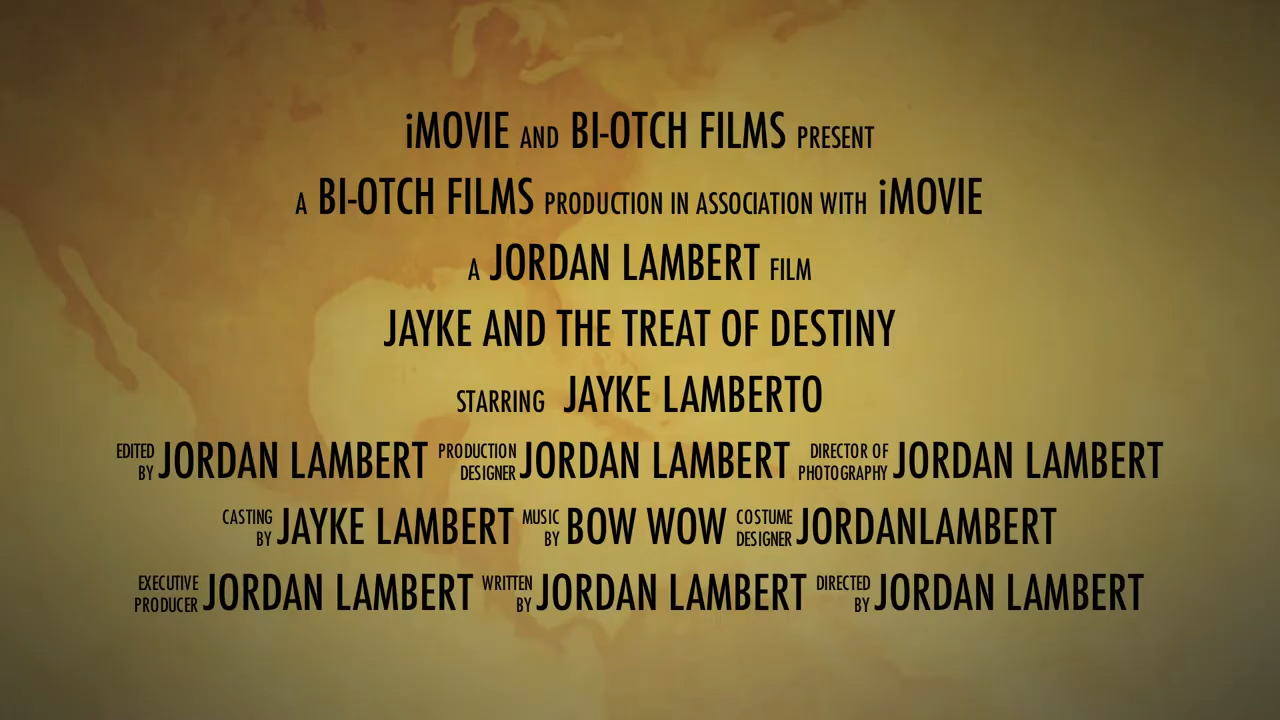 iMOVIE AND BI-OTCH FILMS PRESENT
A BI-OTCH FILMS PRODUCTION IN ASSOCIATION WITH iMOVIE
A JORDAN LAMBERT FILM
JAYKE AND THE TREAT OF DESTINY
STARRING JAYKE LAMBERTO
EDITED BY JORDAN LAMBERT PRODUCTION DESIGNER JORDAN LAMBERT DIRECTOR OF PHOTOGRAPHY JORDAN LAMBERT
CASTING BY JAYKE LAMBERT MUSIC BY BOW WOW COSTUME DESIGNER JORDANLAMBERT
EXECUTIVE PRODUCER JORDAN LAMBERT WRITTEN BY JORDAN LAMBERT DIRECTED BY JORDAN LAMBERT